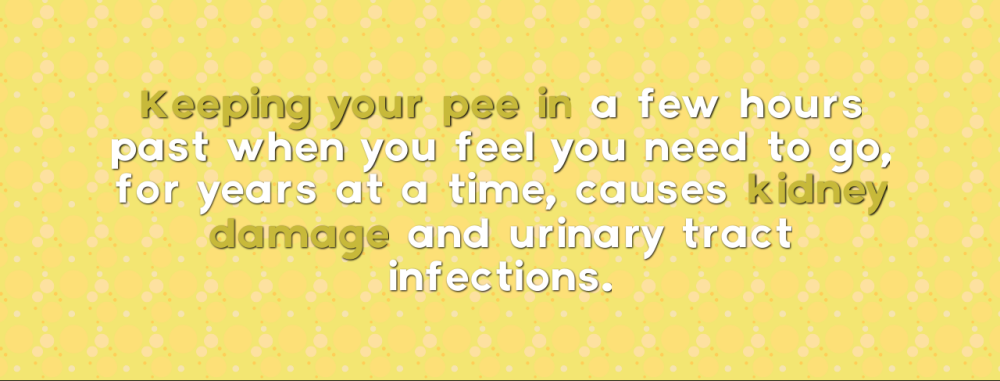 Keeping your pee in a few hours
past when you feel you need to go,
for years at a time, causes kidney
damage and urinary tract
infections.